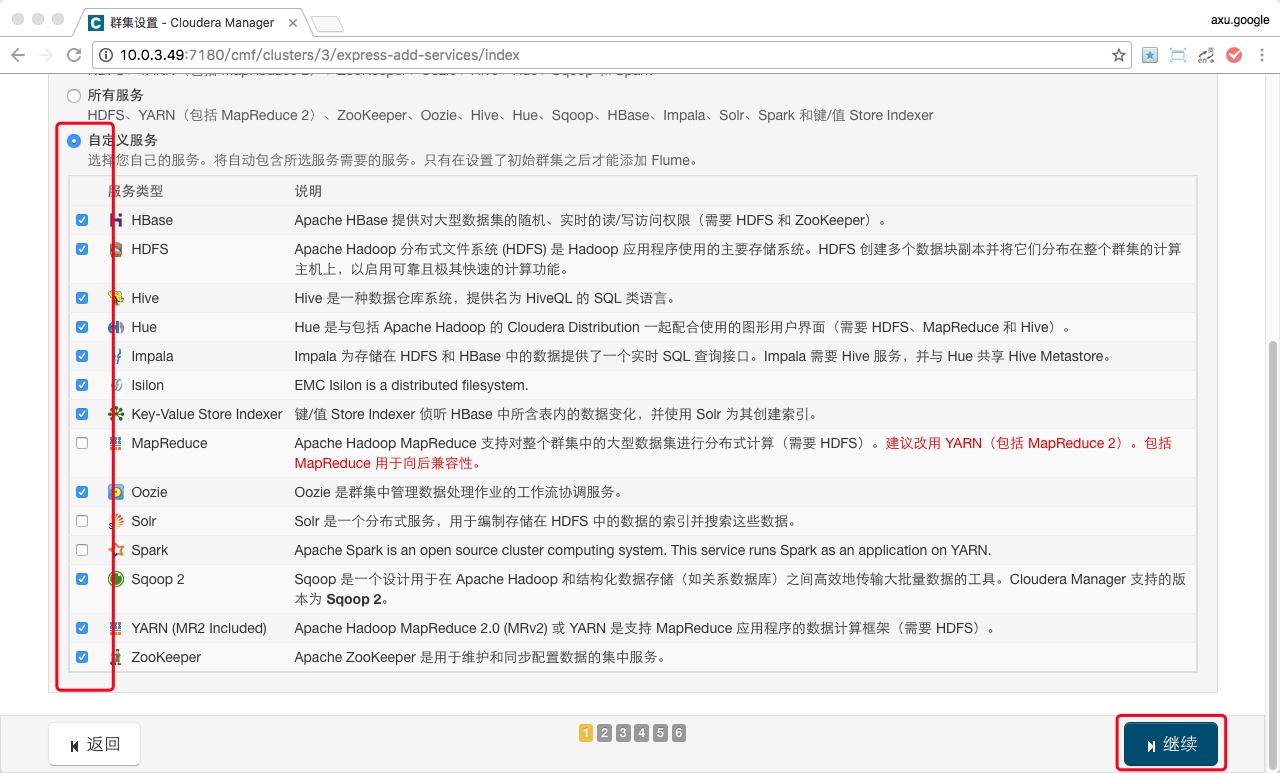 群集设置 - Cloudera Manager
axu.google
10.0.3.49:7180/cmf/clusters/3/express-add-services/index
HDFS、YARN（包括 MapReduce 2）、ZooKeeper、Oozie、Hive、Hue、Sqoop 和 Spark
所有服务
HDFS、YARN（包括 MapReduce 2）、ZooKeeper、Oozie、Hive、Hue、Sqoop、HBase、Impala、Solr、Spark 和键/值 Store Indexer
自定义服务
选择您自己的服务。将自动包含所选服务需要的服务。只有在设置了初始群集之后才能添加 Flume。
服务类型 说明
HBase Apache HBase 提供对大型数据集的随机、实时的读/写访问权限（需要 HDFS 和 ZooKeeper）。
HDFS Apache Hadoop 分布式文件系统 (HDFS) 是 Hadoop 应用程序使用的主要存储系统。HDFS 创建多个数据块副本并将它们分布在整个群集的计算
主机上，以启用可靠且极其快速的计算功能。
Hive Hive 是一种数据仓库系统，提供名为 HiveQL 的 SQL 类语言。
Hue Hue 是与包括 Apache Hadoop 的 Cloudera Distribution 一起配合使用的图形用户界面（需要 HDFS、MapReduce 和 Hive）。
Impala Impala 为存储在 HDFS 和 HBase 中的数据提供了一个实时 SQL 查询接口。Impala 需要 Hive 服务，并与 Hue 共享 Hive Metastore。
Isilon EMC Isilon is a distributed filesystem.
Key-Value Store Indexer 键/值 Store Indexer 侦听 HBase 中所含表内的数据变化，并使用 Solr 为其创建索引。
MapReduce Apache Hadoop MapReduce 支持对整个群集中的大型数据集进行分布式计算（需要 HDFS）。建议改用 YARN（包括 MapReduce 2）。包括
MapReduce 用于向后兼容性。
Oozie Oozie 是群集中管理数据处理作业的工作流协调服务。
Solr Solr 是一个分布式服务，用于编制存储在 HDFS 中的数据的索引并搜索这些数据。
Spark Apache Spark is an open source cluster computing system. This service runs Spark as an application on YARN.
Sqoop 2 Sqoop 是一个设计用于在 Apache Hadoop 和结构化数据存储（如关系数据库）之间高效地传输大批量数据的工具。Cloudera Manager 支持的版
本为 Sqoop 2。
YARN (MR2 Included) Apache Hadoop MapReduce 2.0 (MRv2) 或 YARN 是支持 MapReduce 应用程序的数据计算框架（需要 HDFS）。
ZooKeeper Apache ZooKeeper 是用于维护和同步配置数据的集中服务。
返回 1 2 3 4 5 6 继续